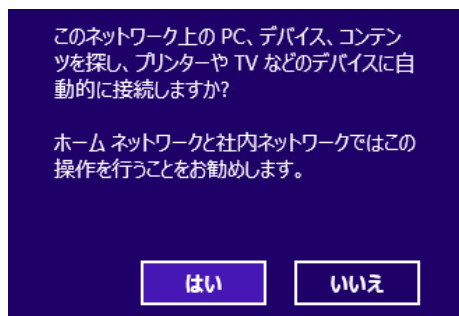 このネットワーク上の PC、デバイス、コンテン
ツを探し、プリンターや TV などのデバイスに自
動的に接続しますか?
ホーム ネットワークと社内ネットワークではこの
操作を行うことをお勧めします。
はい いいえ